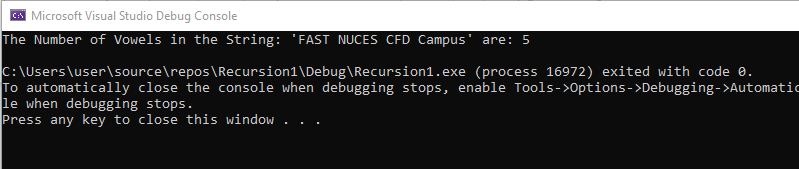 Microsoft Visual Studio Debug Console
The Number of Vowels in the String: 'FAST NUCES CFD Campus' are: 5
C:\Users\user\source\repos\Recursion1\Debug\Recursion1.exe (process 16972) exited with code 0.
To automatically close the console when debugging stops, enable Tools->Options->Debugging->Automatic
le when debugging stops.
Press any key to close this window . . .